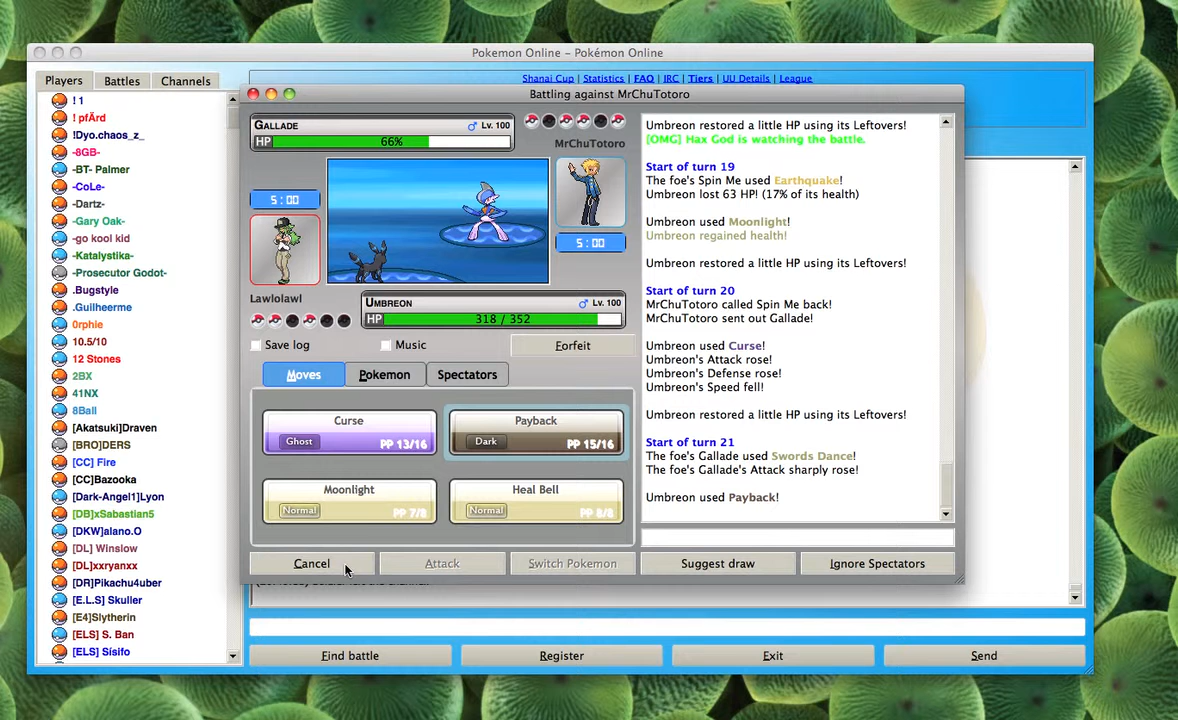 Pokemon Online – Pokémon Online
Players
Battles
Channels
Shanai Cup | Statistics | FAQ | IRC | Tiers | UU Details | League
! 1
! pfÄrd
!Dyo.chaos_z_
-8GB-
-BT- Palmer
-CoLe-
-Dartz-
-Gary Oak-
-go kool kid
-Katalystika-
-Prosecutor Godot-
.Bugstyle
.Guilheerme
0rphie
10.5/10
12 Stones
2BX
41NX
8Ball
[Akatsuki]Draven
[BRO]DERS
[CC] Fire
[CC]Bazooka
[Dark-Angel1]Lyon
[DB]xSabastian5
[DKW]alano.O
[DL] Winslow
[DL]xxryanxx
[DR]Pikachu4uber
[E.L.S] Skuller
[E4]Slytherin
[ELS] S. Ban
[ELS] Sísifo
Battling against MrChuTotoro
GALLADE
Lv. 100
HP
66%
MrChuTotoro
5:00
5:00
Lawlolawl
UMBREON
Lv. 100
HP
318 / 352
Save log
Music
Forfeit
Moves
Pokemon
Spectators
Curse
Ghost
PP 13/16
Payback
Dark
PP 15/16
Moonlight
Normal
PP 7/8
Heal Bell
Normal
PP 8/8
Cancel
Attack
Switch Pokemon
Suggest draw
Ignore Spectators
Umbreon restored a little HP using its Leftovers!
[OMG] Hax God is watching the battle.
Start of turn 19
The foe's Spin Me used Earthquake!
Umbreon lost 63 HP! (17% of its health)
Umbreon used Moonlight!
Umbreon regained health!
Umbreon restored a little HP using its Leftovers!
Start of turn 20
MrChuTotoro called Spin Me back!
MrChuTotoro sent out Gallade!
Umbreon used Curse!
Umbreon's Attack rose!
Umbreon's Defense rose!
Umbreon's Speed fell!
Umbreon restored a little HP using its Leftovers!
Start of turn 21
The foe's Gallade used Swords Dance!
The foe's Gallade's Attack sharply rose!
Umbreon used Payback!
Find battle
Register
Exit
Send